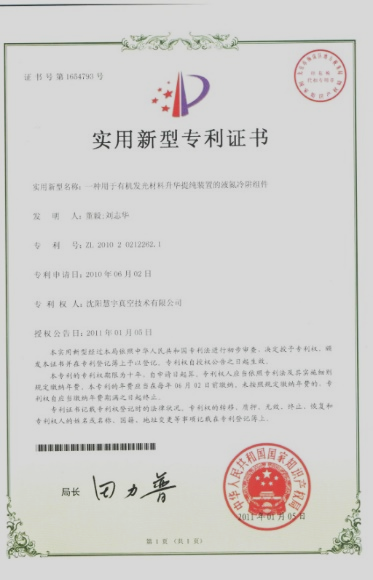 证书号第1654793号
实用新型专利证书
实用新型名称：一种用于有机发光材料升华提纯装置的液氮冷阱组件
发明人：董毅;刘志华
专利号：ZL 2010 2 0212202.1
专利申请日：2010年06月02日
专利权人：沈阳慧宇真空技术有限公司
授权公告日：2011年01月05日
本实用新型经过本局依照中华人民共和国专利法进行初步审查，决定授予专利权，颁
发本证书并在专利登记簿上予以登记。专利权自授权公告之日起生效。
本专利的专利权期限为十年，自申请日起算。专利权人应当依照专利法及其实施细则
规定缴纳年费。本专利的年费应当在每年06月02日前缴纳。未按照规定缴纳年费的，专
利权自应当缴纳年费期满之日起终止。
专利证书记载专利权登记时的法律状况。专利权的转移、质押、无效、终止、恢复和
专利权人的姓名或名称、国籍、地址变更等事项记载在专利登记簿上。
局长 田力普
中华人民共和国国家知识产权局
2011年01月05日
第1页（共1页）